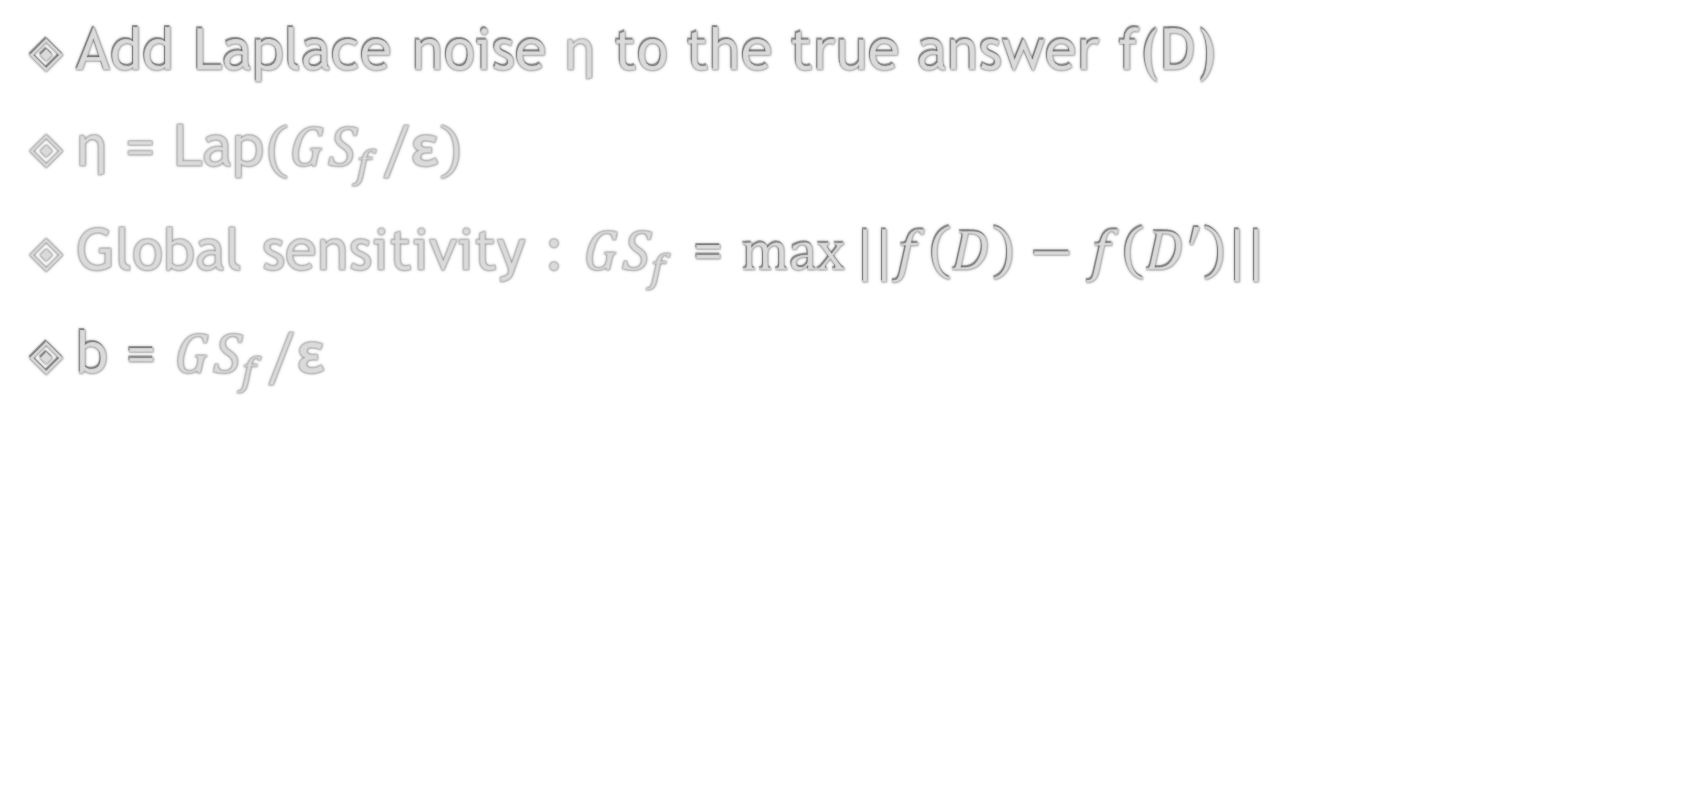 Add Laplace noise η to the true answer f(D)
η = Lap(GS_f/ε)
Global sensitivity : GS_f = max ||f(D) − f(D′)||
b = GS_f/ε